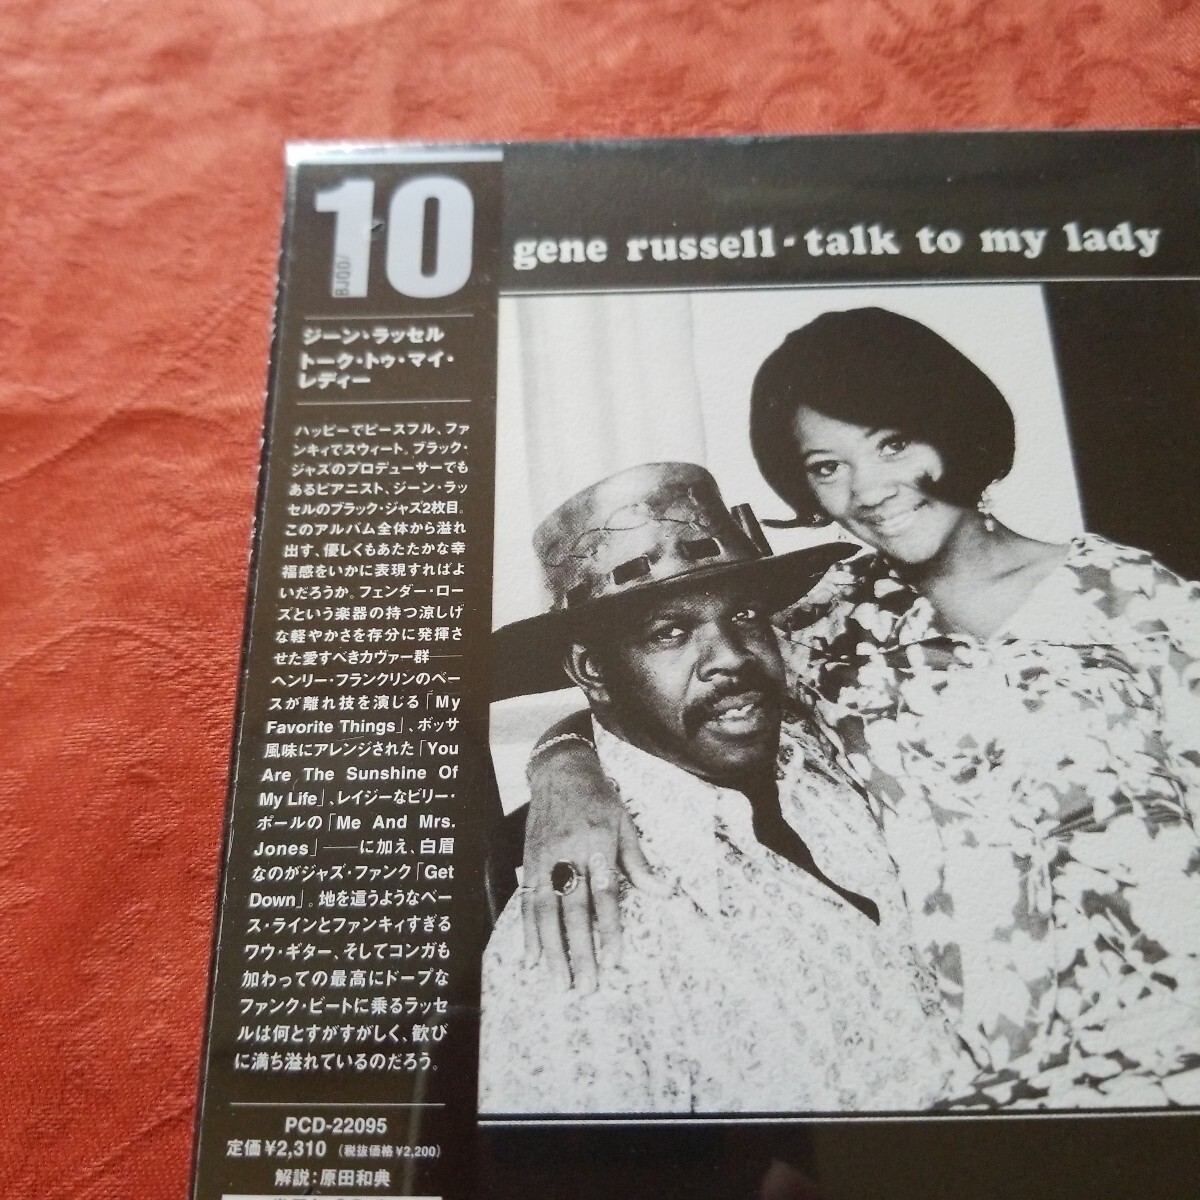 10
BJQD/
gene russell - talk to my lady
ジーン・ラッセル
トーク・トゥ・マイ・
レディー
ハッピーでピースフル、ファ
ンキィでスウィート。ブラック・
ジャズのプロデューサーでも
あるピアニスト、ジーン・ラッ
セルのブラック・ジャズ2枚目。
このアルバム全体から溢れ
出す、優しくもあたたかな幸
福感をいかに表現すればよ
いだろうか。フェンダー・ロー
ズという楽器の持つ涼しげ
な軽やかさを存分に発揮さ
せた愛すべきカヴァー群──
ヘンリー・フランクリンのベー
スが離れ技を演じる「My
Favorite Things」、ボッサ
風味にアレンジされた「You
Are The Sunshine Of
My Life」、レイジーなビリー・
ポールの「Me And Mrs.
Jones」──に加え、白眉
なのがジャズ・ファンク「Get
Down」。地を這うようなベー
ス・ラインとファンキィすぎる
ワウ・ギター、そしてコンガも
加わっての最高にドープな
ファンク・ビートに乗るラッセ
ルは何とすがすがしく、歓び
に満ち溢れているのだろう。
PCD-22095
定価¥2,310 (税抜価格¥2,200)
解説:原田和典